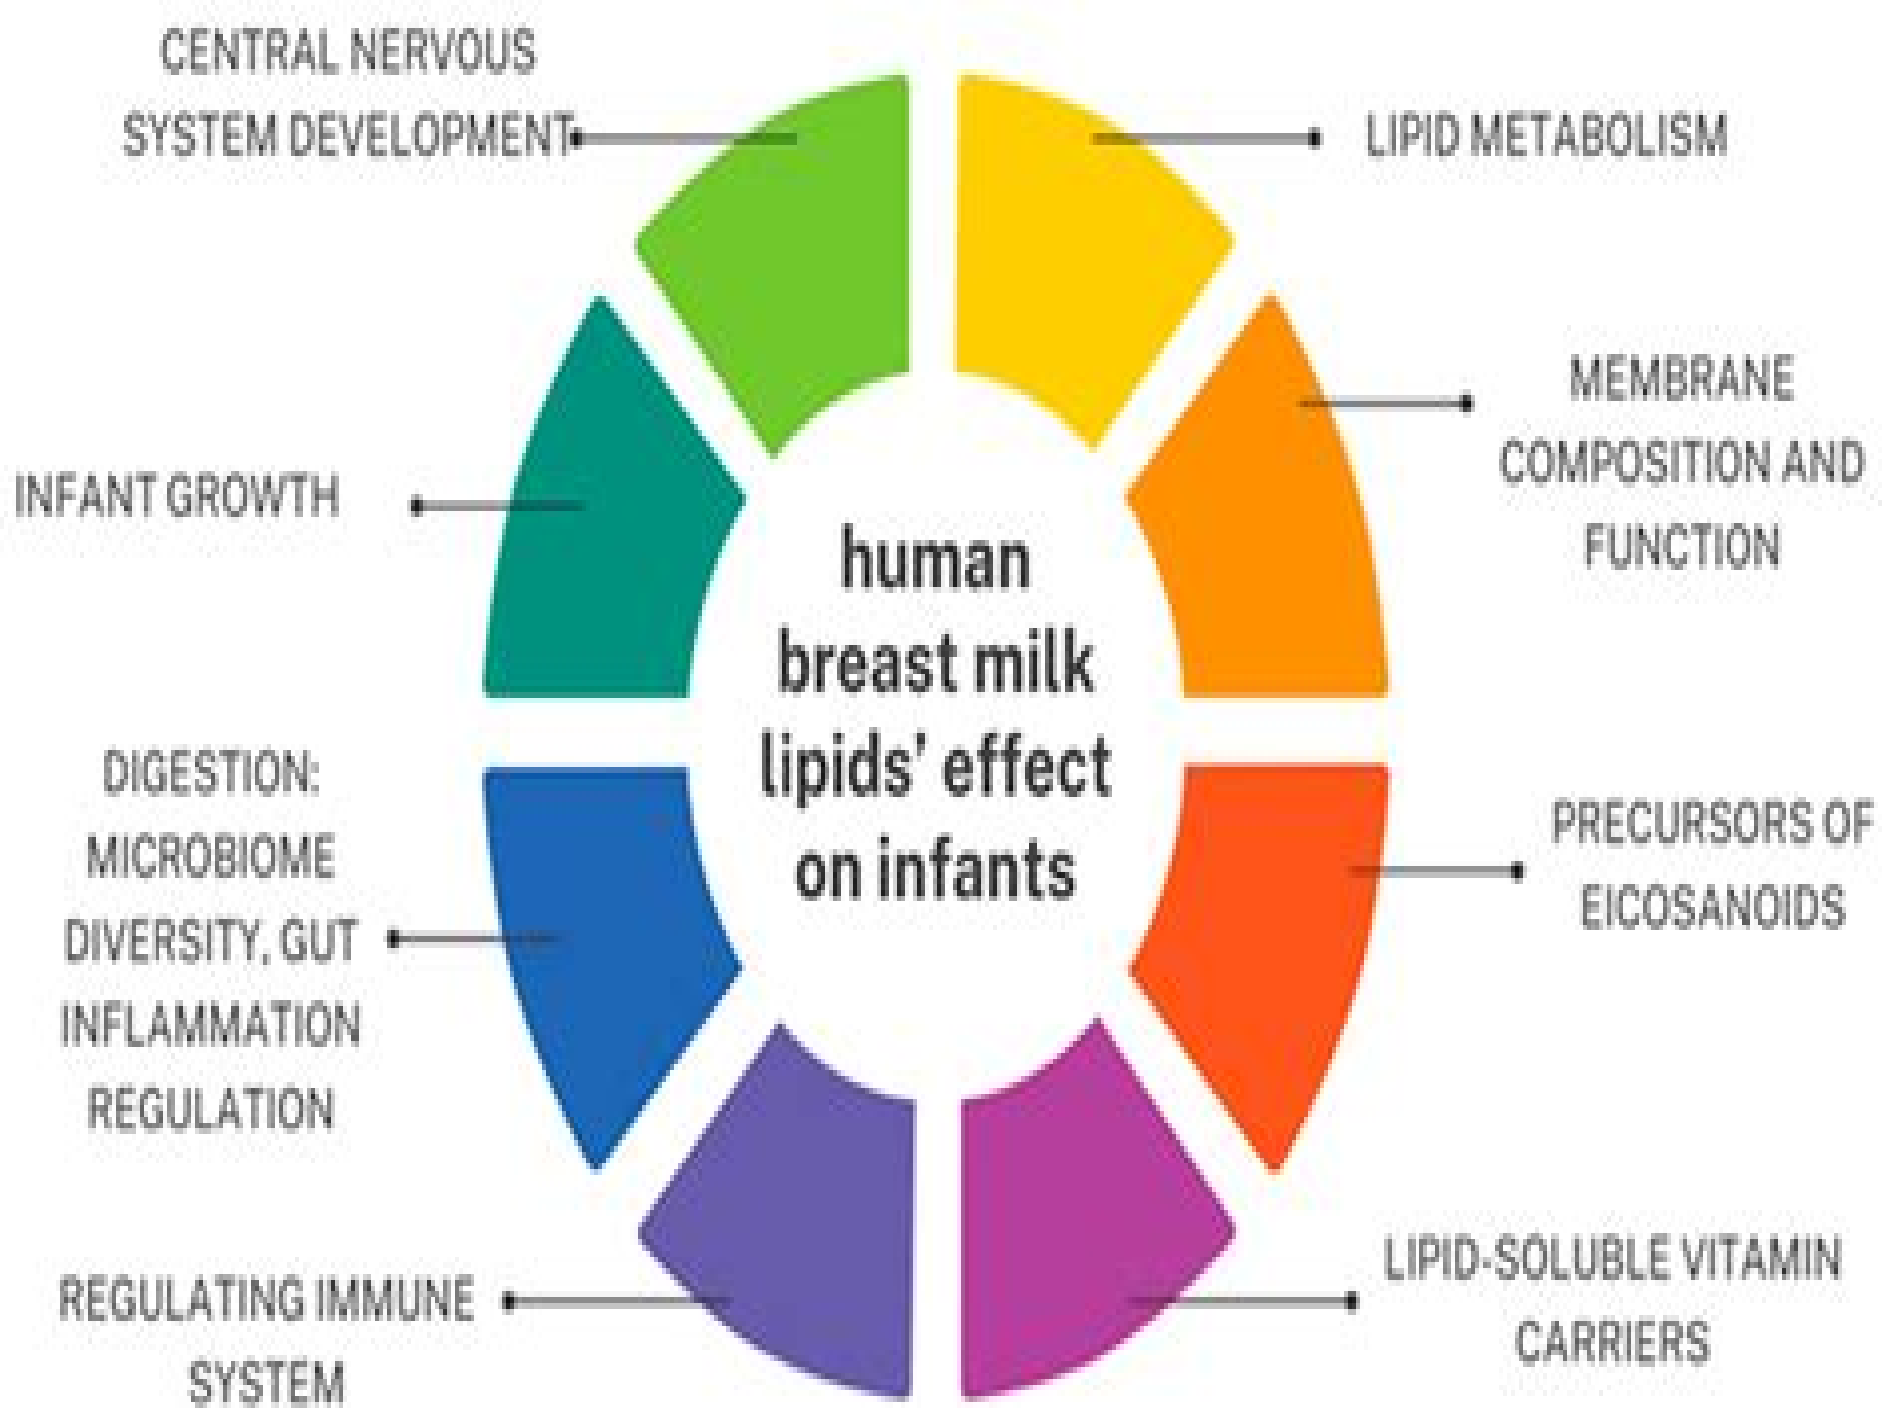 CENTRAL NERVOUS
SYSTEM DEVELOPMENT
LIPID METABOLISM
MEMBRANE
COMPOSITION AND
FUNCTION
INFANT GROWTH
human
breast milk
lipids' effect
on infants
DIGESTION:
MICROBIOME
DIVERSITY, GUT
INFLAMMATION
REGULATION
PRECURSORS OF
EICOSANOIDS
REGULATING IMMUNE
SYSTEM
LIPID-SOLUBLE VITAMIN
CARRIERS